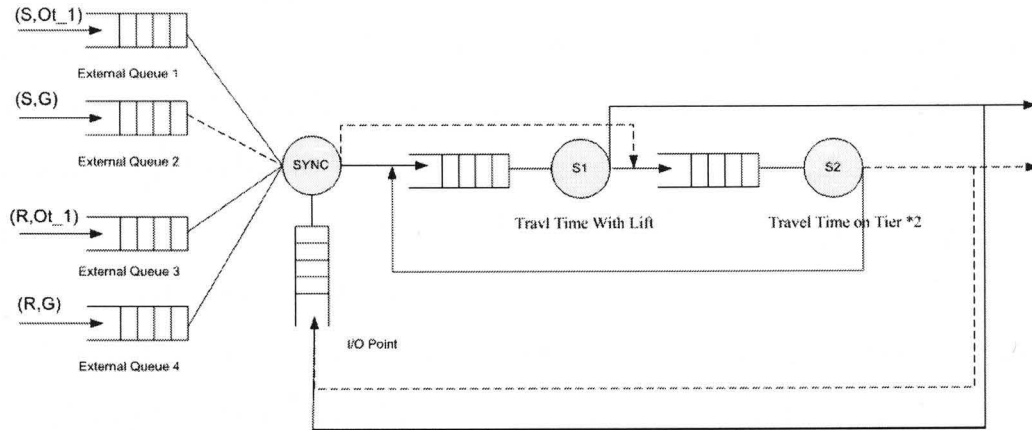 (S,Ot_1)
External Queue 1
(S,G)
External Queue 2
SYNC
S1
S2
(R,Ot_1)
Travl Time With Lift
Travel Time on Tier *2
External Queue 3
(R,G)
I/O Point
External Queue 4